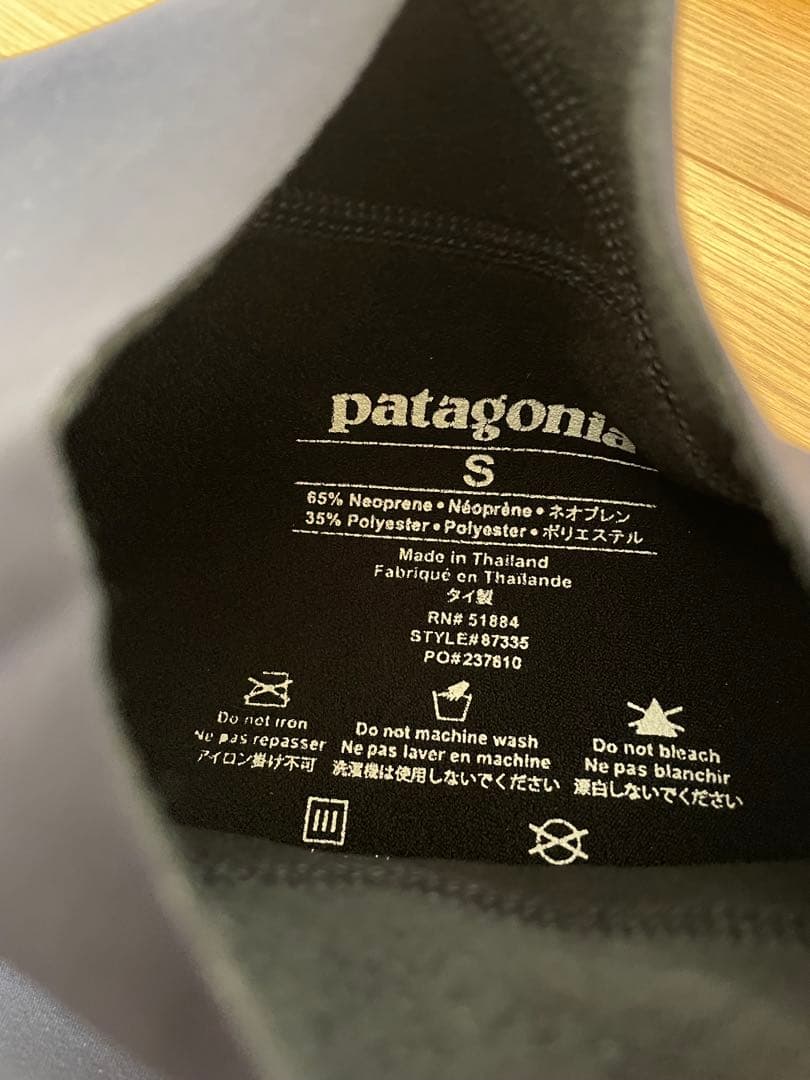 patagonia
S
65% Neoprene • Néoprène • ネオプレン
35% Polyester • Polyester • ポリエステル
Made in Thailand
Fabriqué en Thaïlande
タイ製
RN# 51884
STYLE#87335
PO#237810
Do not iron
Ne pas repasser
アイロン掛け不可
Do not machine wash
Ne pas laver en machine
洗濯機は使用しないでください
Do not bleach
Ne pas blanchir
漂白しないでください